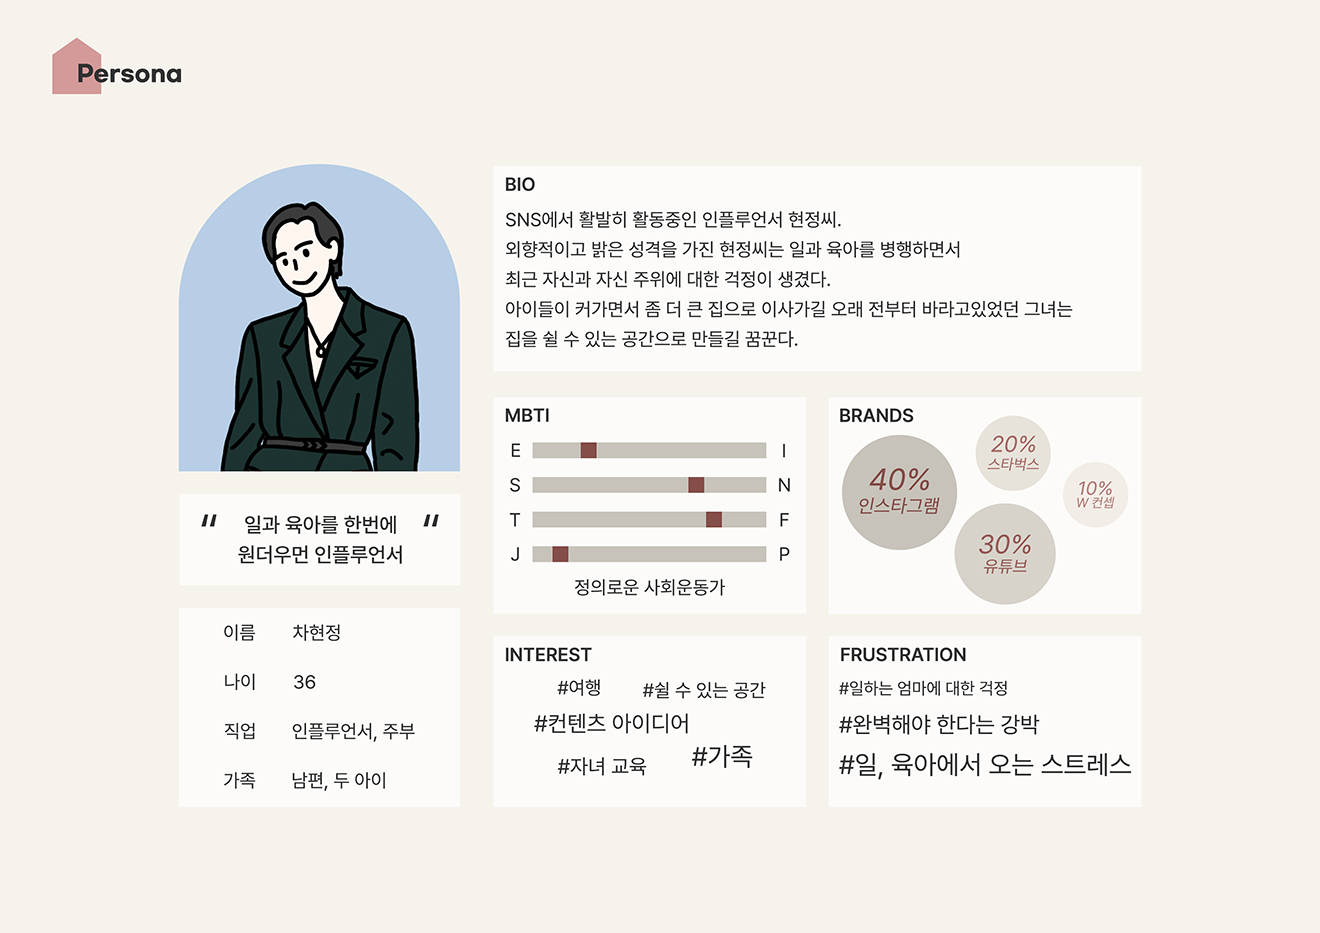 Persona
“ 일과 육아를 한번에 ”
원더우먼 인플루언서
이름 차현정
나이 36
직업 인플루언서, 주부
가족 남편, 두 아이
BIO
SNS에서 활발히 활동중인 인플루언서 현정씨.
외향적이고 밝은 성격을 가진 현정씨는 일과 육아를 병행하면서
최근 자신과 자신 주위에 대한 걱정이 생겼다.
아이들이 커가면서 좀 더 큰 집으로 이사가길 오래 전부터 바라고있었던 그녀는
집을 쉴 수 있는 공간으로 만들길 꿈꾼다.
MBTI
E I
S N
T F
J P
정의로운 사회운동가
BRANDS
40%
인스타그램
20%
스타벅스
10%
W 컨셉
30%
유튜브
INTEREST
#여행 #쉴 수 있는 공간
#컨텐츠 아이디어
#자녀 교육 #가족
FRUSTRATION
#일하는 엄마에 대한 걱정
#완벽해야 한다는 강박
#일, 육아에서 오는 스트레스